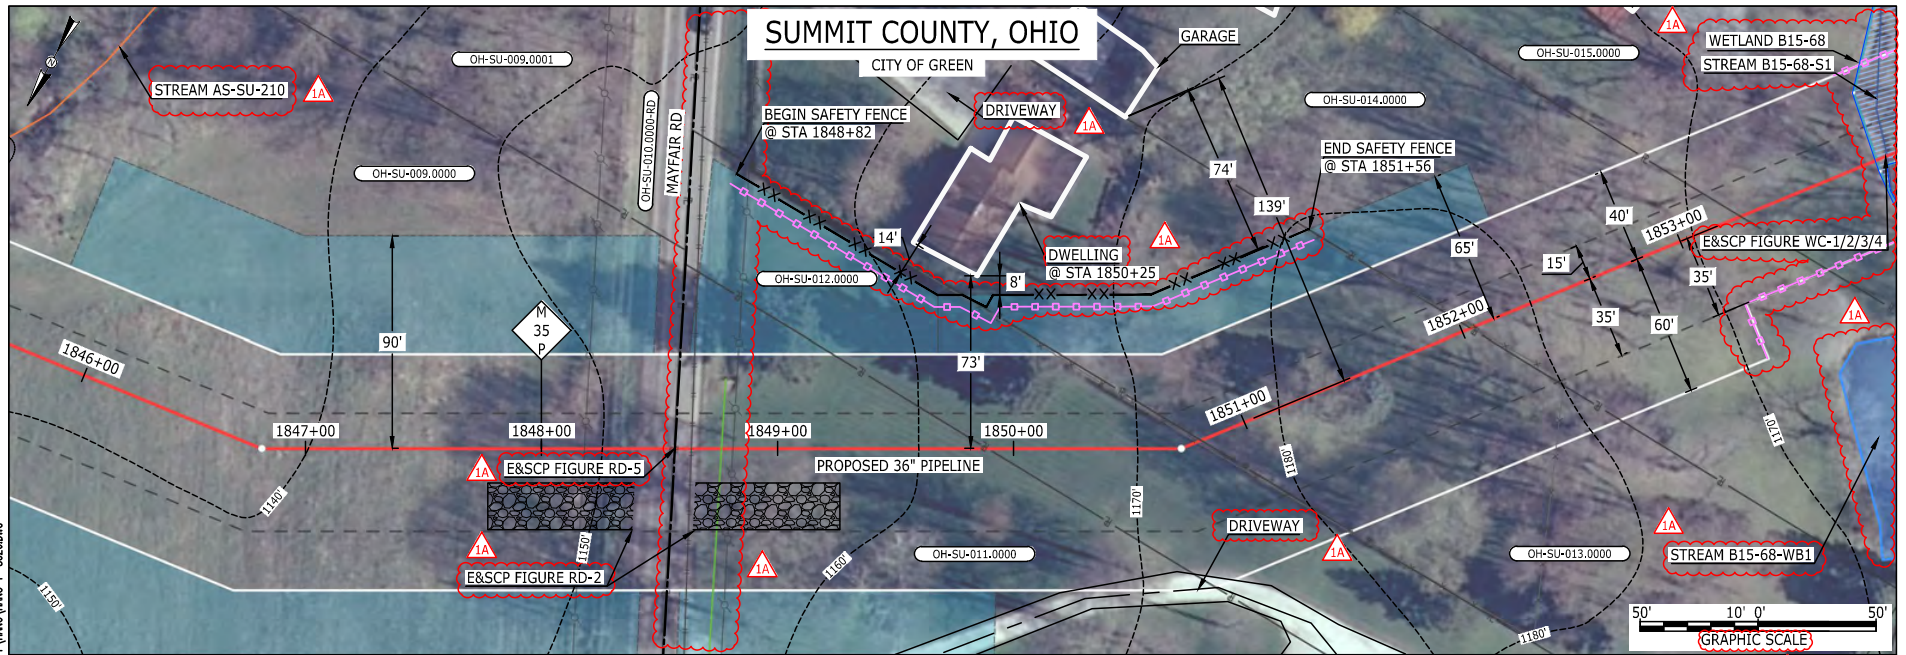 SUMMIT COUNTY, OHIO
CITY OF GREEN
N
STREAM AS-SU-210
1A
OH-SU-009.0001
OH-SU-009.0000
OH-SU-010.0000-RD
MAYFAIR RD
BEGIN SAFETY FENCE
@ STA 1848+82
DRIVEWAY
1A
GARAGE
OH-SU-014.0000
OH-SU-015.0000
1A
WETLAND B15-68
STREAM B15-68-S1
END SAFETY FENCE
@ STA 1851+56
74'
139'
14'
DWELLING
@ STA 1850+25
1A
8'
OH-SU-012.0000
73'
65'
40'
15'
35'
60'
35'
1853+00
E&SCP FIGURE WC-1/2/3/4
1A
M
35
P
90'
1846+00
1847+00
1848+00
1849+00
1850+00
1851+00
1852+00
1A
E&SCP FIGURE RD-5
PROPOSED 36" PIPELINE
1A
E&SCP FIGURE RD-2
1A
OH-SU-011.0000
DRIVEWAY
1A
OH-SU-013.0000
1A
STREAM B15-68-WB1
1140'
1150'
1150'
1160'
1170'
1180'
1170'
1180'
50'
10'
0'
50'
GRAPHIC SCALE